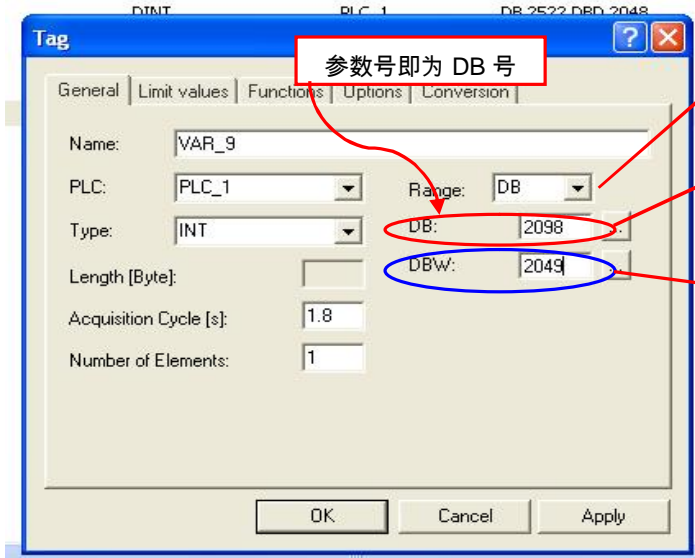 DINT PLC_1 DB 2522 DBD 2048
Tag
参数号即为 DB 号
General Limit values Functions Options Conversion
Name: VAR_9
PLC: PLC_1 Range: DB
Type: INT DB: 2098 ...
Length [Byte]: DBW: 2049 ...
Acquisition Cycle [s]: 1.8
Number of Elements: 1
OK Cancel Apply